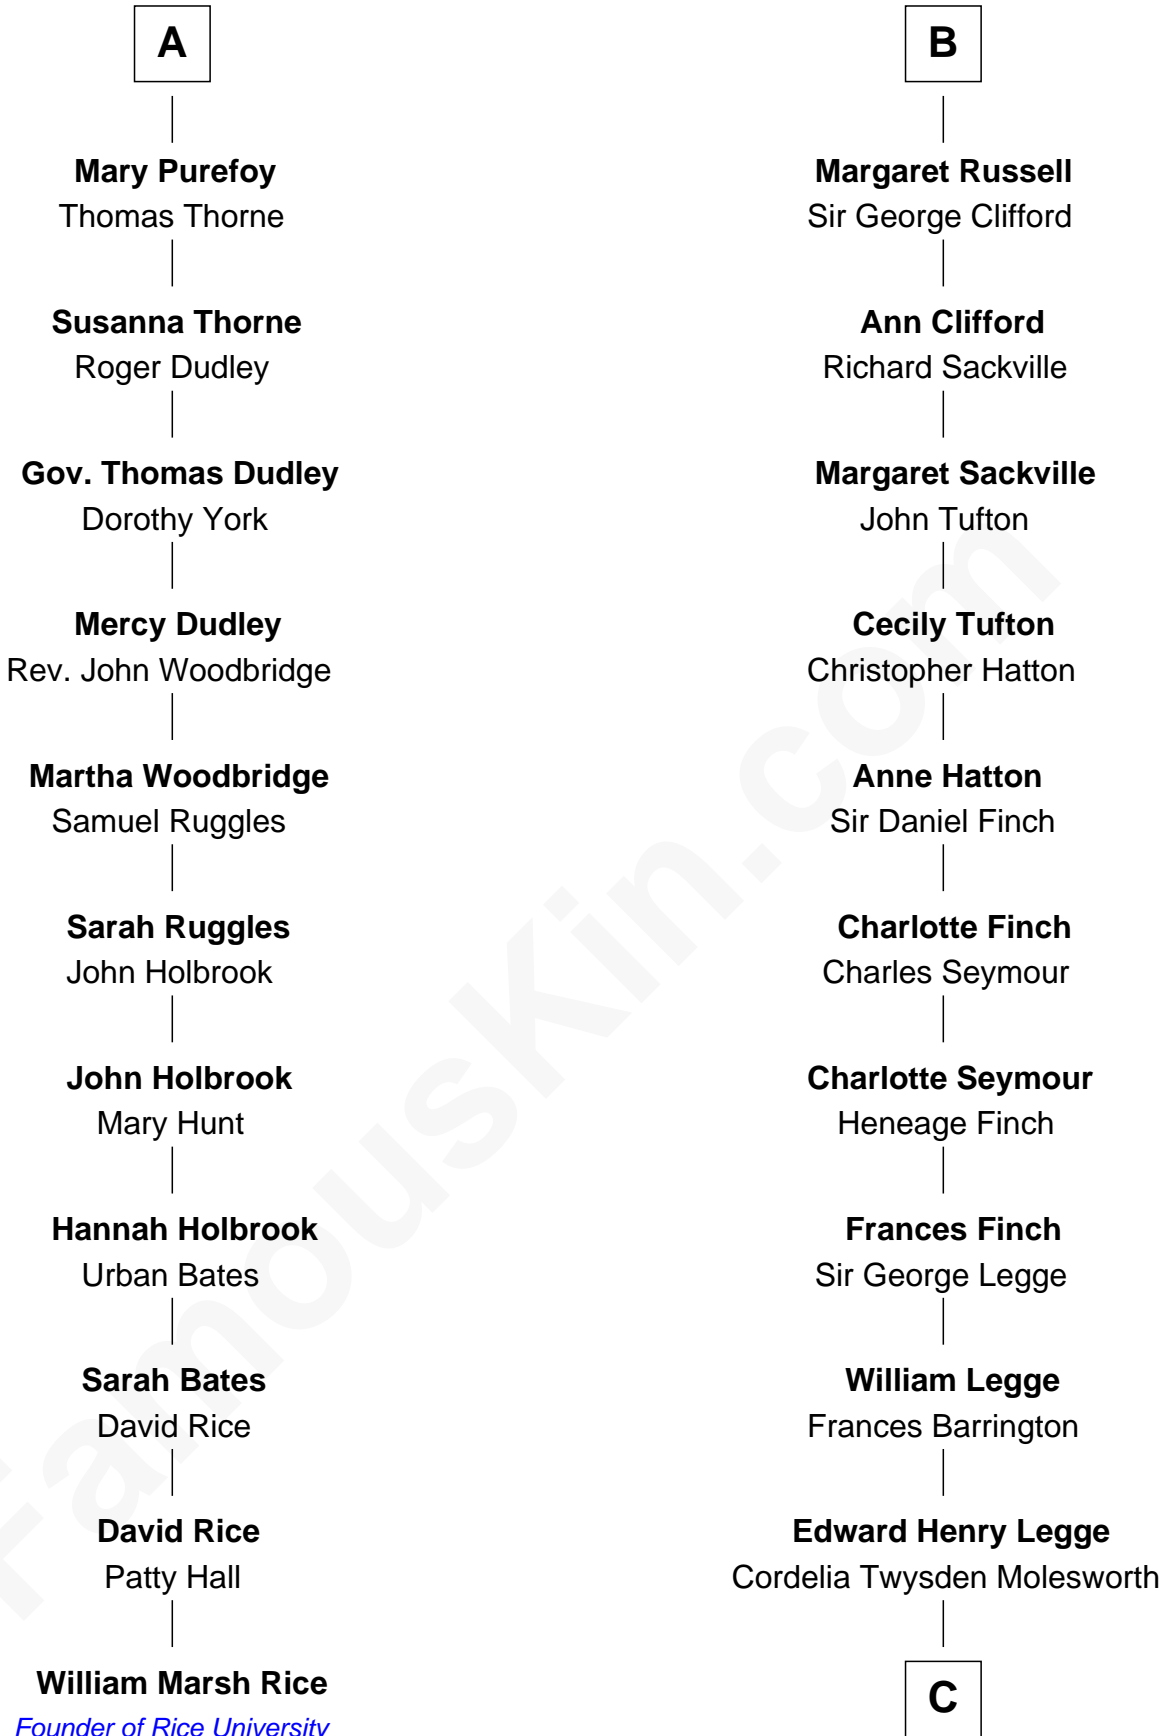 A
Mary Purefoy
Thomas Thorne
Susanna Thorne
Roger Dudley
Gov. Thomas Dudley
Dorothy York
Mercy Dudley
Rev. John Woodbridge
Martha Woodbridge
Samuel Ruggles
Sarah Ruggles
John Holbrook
John Holbrook
Mary Hunt
Hannah Holbrook
Urban Bates
Sarah Bates
David Rice
David Rice
Patty Hall
William Marsh Rice
Founder of Rice University
B
Margaret Russell
Sir George Clifford
Ann Clifford
Richard Sackville
Margaret Sackville
John Tufton
Cecily Tufton
Christopher Hatton
Anne Hatton
Sir Daniel Finch
Charlotte Finch
Charles Seymour
Charlotte Seymour
Heneage Finch
Frances Finch
Sir George Legge
William Legge
Frances Barrington
Edward Henry Legge
Cordelia Twysden Molesworth
C
FamousKin.com